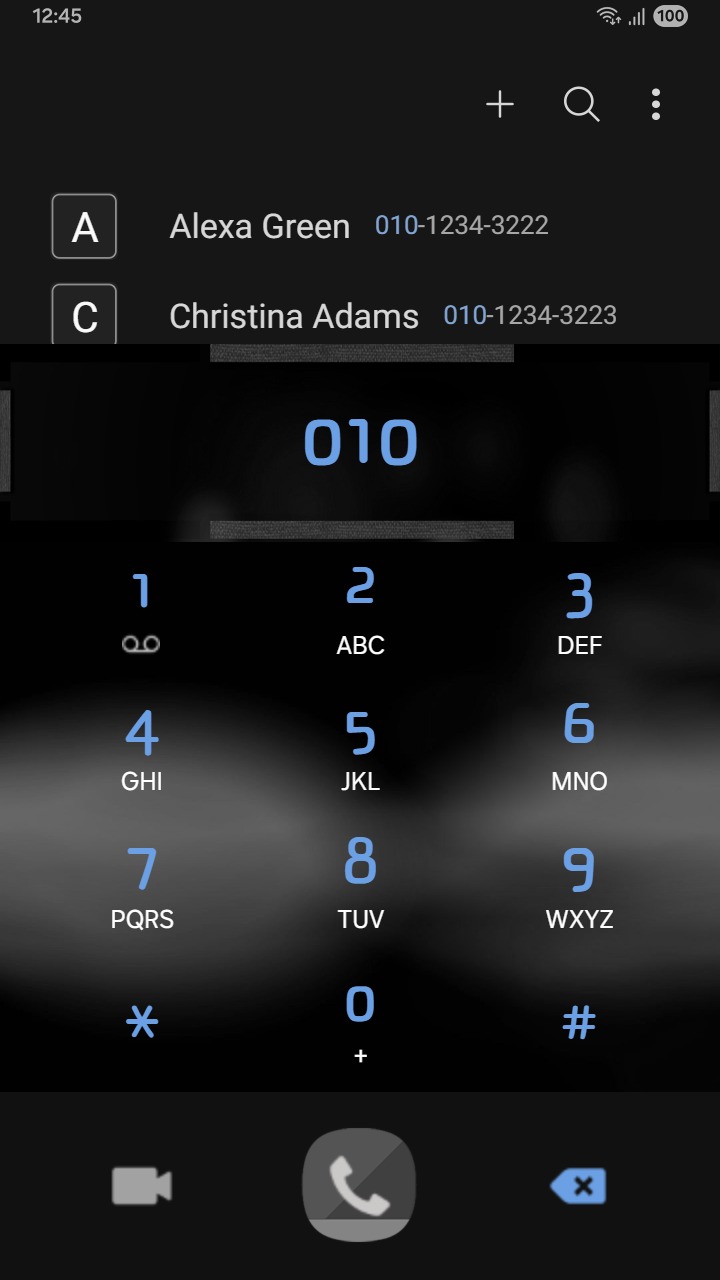 12:45 100
A Alexa Green 010-1234-3222
C Christina Adams 010-1234-3223
010
1 2 3
ABC DEF
4 5 6
GHI JKL MNO
7 8 9
PQRS TUV WXYZ
* 0 #
+